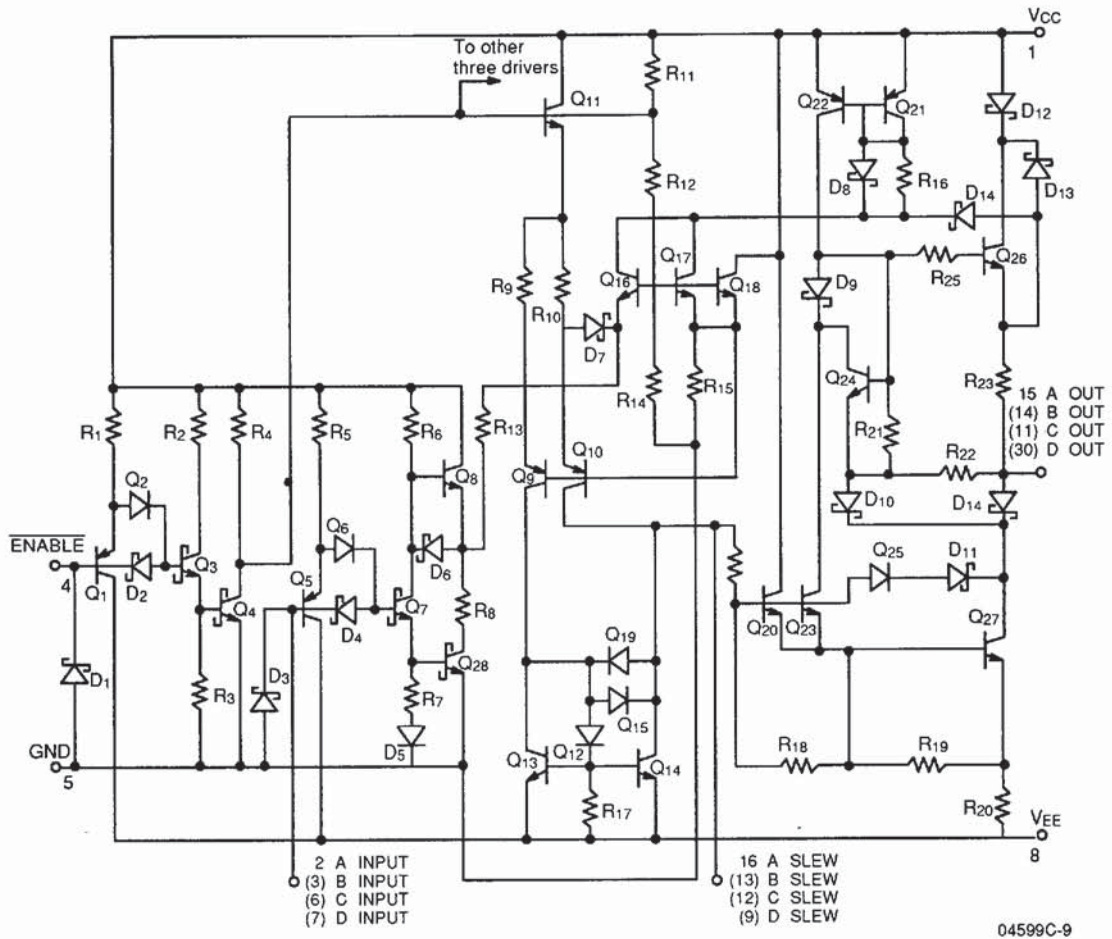 VCC
1
To other
three drivers
R11
Q11
Q22
Q21
D12
R12
D8
R16
D14
D13
Q16
Q17
Q18
R25
Q26
R9
R10
D9
D7
Q24
R23
R14
R15
R21
15 A OUT
(14) B OUT
(11) C OUT
(30) D OUT
R1
R2
R4
R5
R6
R13
Q10
R22
Q8
Q9
Q2
D10
D14
ENABLE
4
Q1
D2
Q3
Q4
Q5
Q6
D4
Q7
D6
R8
Q25
D11
Q20
Q23
Q27
D1
R3
D3
Q28
R7
D5
Q19
Q15
Q12
Q13
Q14
R18
R19
GND
5
R17
R20
VEE
8
2 A INPUT
(3) B INPUT
(6) C INPUT
(7) D INPUT
16 A SLEW
(13) B SLEW
(12) C SLEW
(9) D SLEW
04599C-9